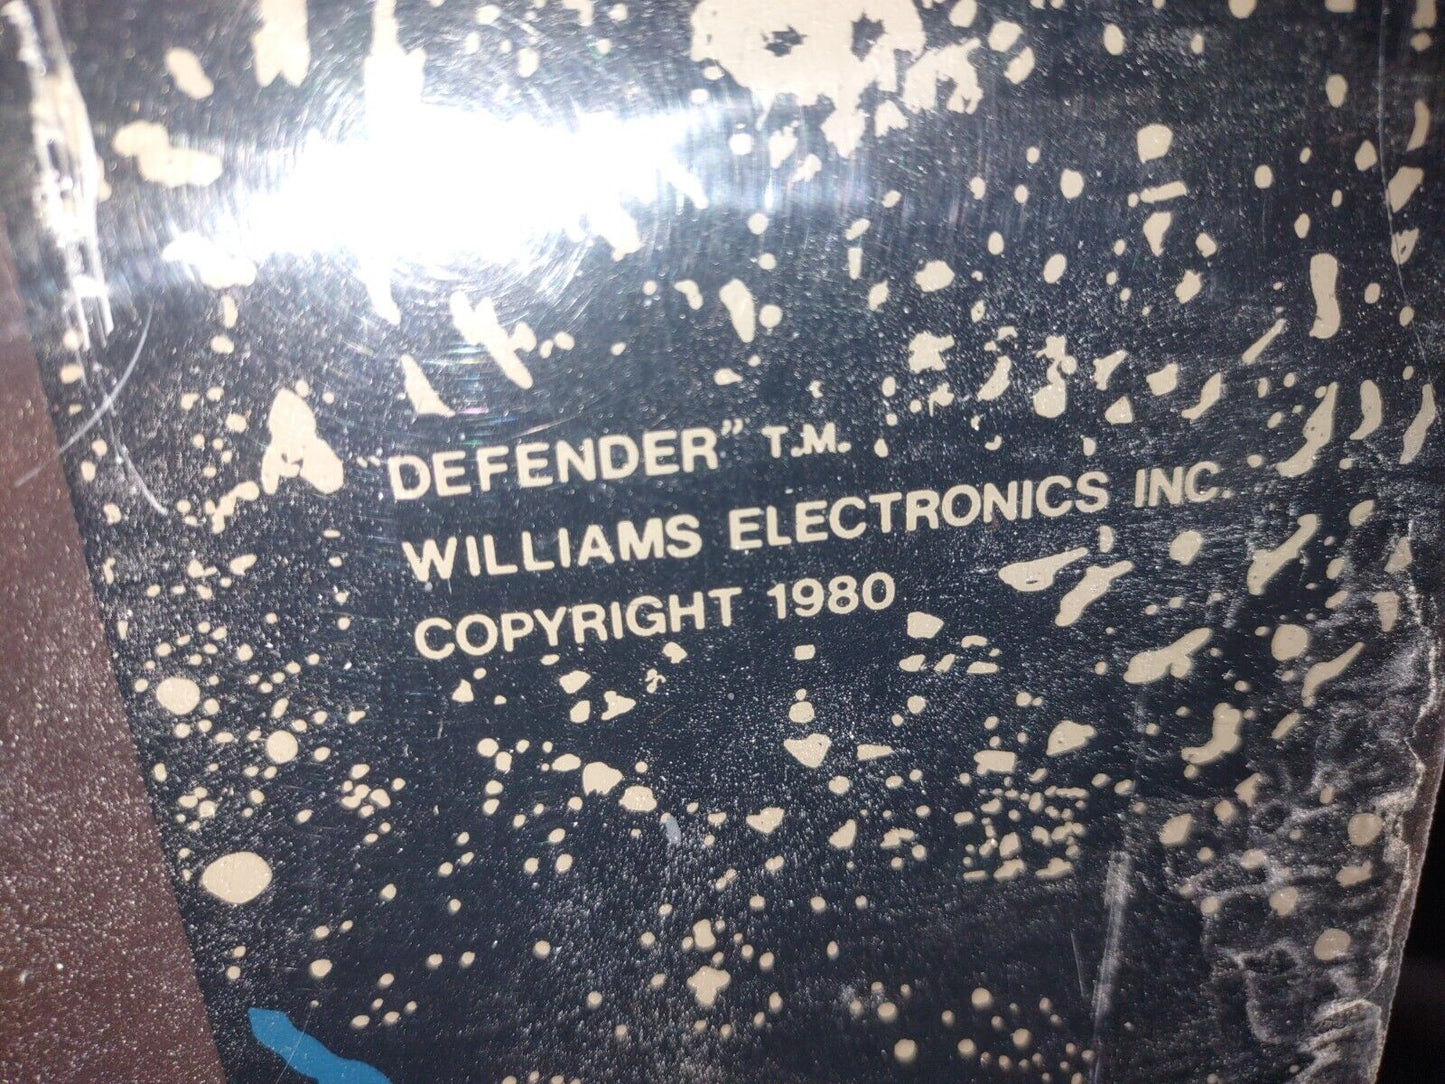 "DEFENDER" T.M.
WILLIAMS ELECTRONICS INC.
COPYRIGHT 1980